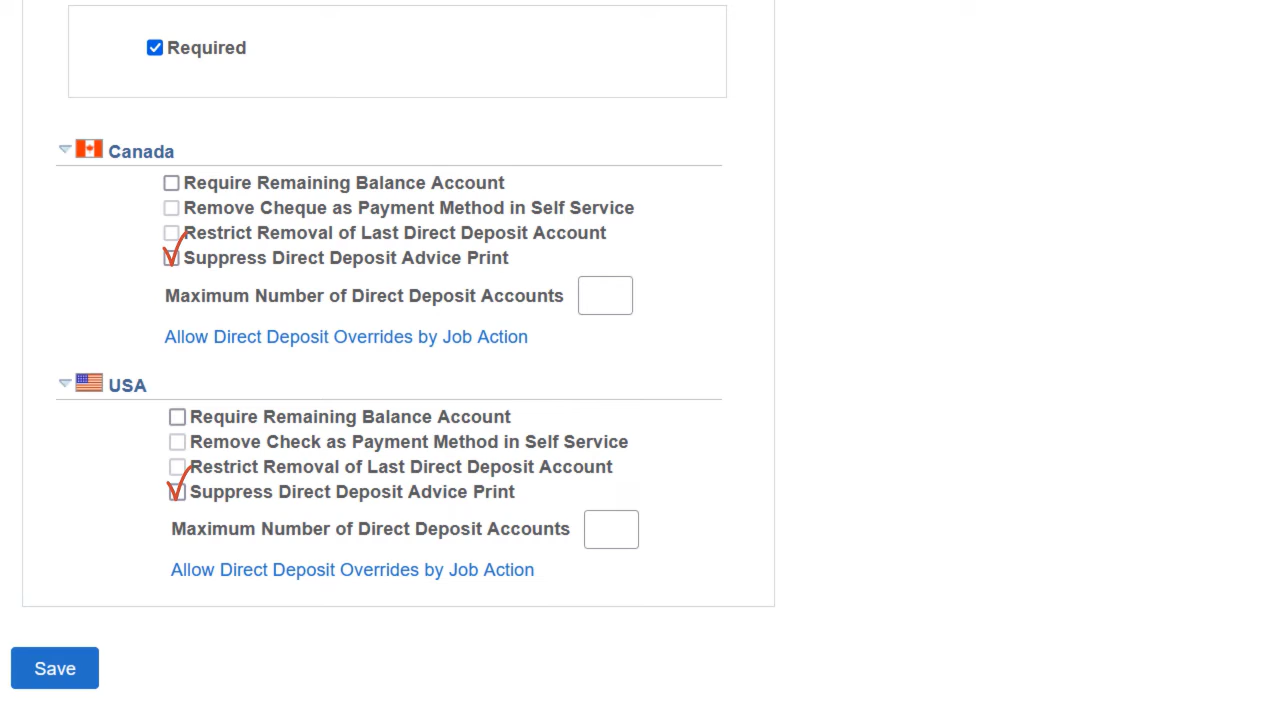 Required
Canada
Require Remaining Balance Account
Remove Cheque as Payment Method in Self Service
Restrict Removal of Last Direct Deposit Account
Suppress Direct Deposit Advice Print
Maximum Number of Direct Deposit Accounts
Allow Direct Deposit Overrides by Job Action
USA
Require Remaining Balance Account
Remove Check as Payment Method in Self Service
Restrict Removal of Last Direct Deposit Account
Suppress Direct Deposit Advice Print
Maximum Number of Direct Deposit Accounts
Allow Direct Deposit Overrides by Job Action
Save